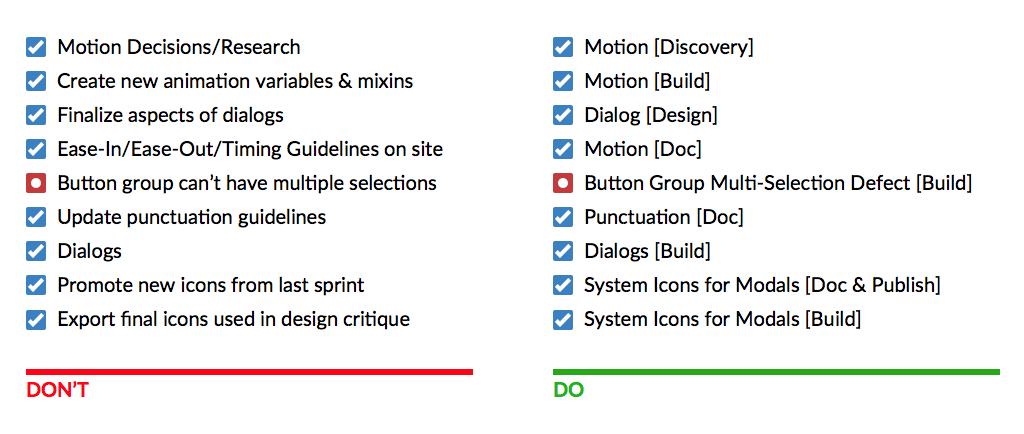 Motion Decisions/Research
Create new animation variables & mixins
Finalize aspects of dialogs
Ease-In/Ease-Out/Timing Guidelines on site
Button group can’t have multiple selections
Update punctuation guidelines
Dialogs
Promote new icons from last sprint
Export final icons used in design critique
DON’T
Motion [Discovery]
Motion [Build]
Dialog [Design]
Motion [Doc]
Button Group Multi-Selection Defect [Build]
Punctuation [Doc]
Dialogs [Build]
System Icons for Modals [Doc & Publish]
System Icons for Modals [Build]
DO